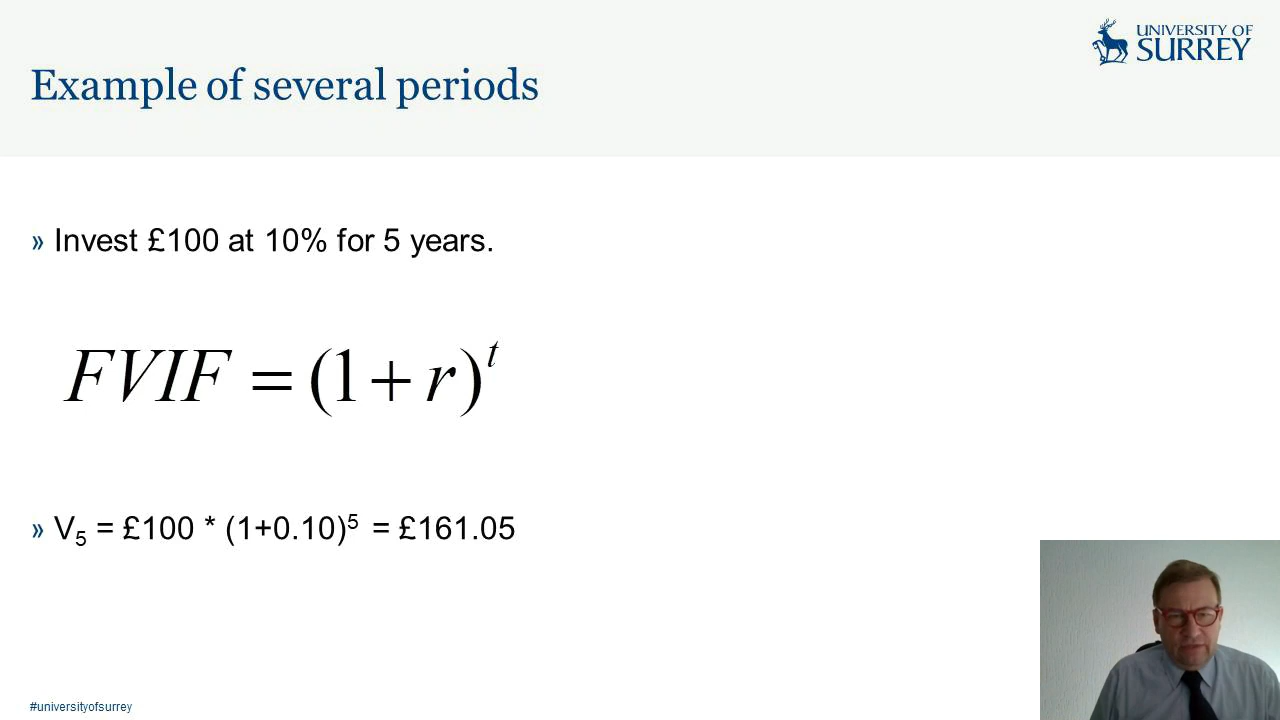 UNIVERSITY OF
SURREY
Example of several periods
» Invest £100 at 10% for 5 years.
FVIF = (1 + r)^t
» V₅ = £100 * (1+0.10)⁵ = £161.05
#universityofsurrey